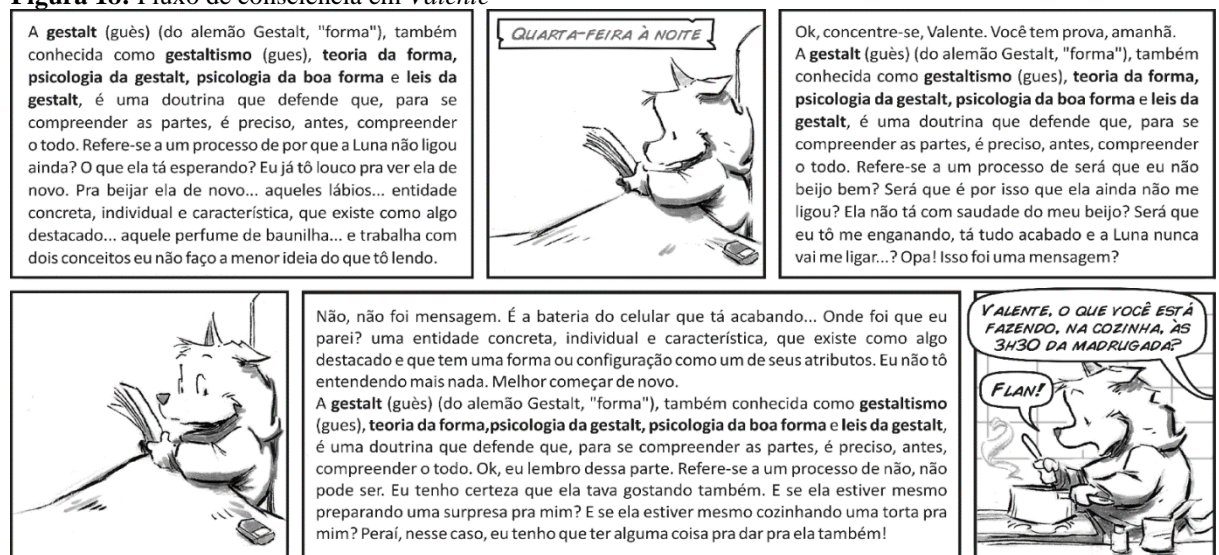 Figura 18: Fluxo de consciência em Valente
A gestalt (guès) (do alemão Gestalt, "forma"), também
conhecida como gestaltismo (gues), teoria da forma,
psicologia da gestalt, psicologia da boa forma e leis da
gestalt, é uma doutrina que defende que, para se
compreender as partes, é preciso, antes, compreender
o todo. Refere-se a um processo de por que a Luna não ligou
ainda? O que ela tá esperando? Eu já tô louco pra ver ela de
novo. Pra beijar ela de novo... aqueles lábios... entidade
concreta, individual e característica, que existe como algo
destacado... aquele perfume de baunilha... e trabalha com
dois conceitos eu não faço a menor ideia do que tô lendo.
QUARTA-FEIRA À NOITE
Ok, concentre-se, Valente. Você tem prova, amanhã.
A gestalt (guès) (do alemão Gestalt, "forma"), também
conhecida como gestaltismo (gues), teoria da forma,
psicologia da gestalt, psicologia da boa forma e leis da
gestalt, é uma doutrina que defende que, para se
compreender as partes, é preciso, antes, compreender
o todo. Refere-se a um processo de será que eu não
beijo bem? Será que é por isso que ela ainda não me
ligou? Ela não tá com saudade do meu beijo? Será que
eu tô me enganando, tá tudo acabado e a Luna nunca
vai me ligar...? Opa! Isso foi uma mensagem?
Não, não foi mensagem. É a bateria do celular que tá acabando... Onde foi que eu
parei? uma entidade concreta, individual e característica, que existe como algo
destacado e que tem uma forma ou configuração como um de seus atributos. Eu não tô
entendendo mais nada. Melhor começar de novo.
A gestalt (guès) (do alemão Gestalt, "forma"), também conhecida como gestaltismo
(gues), teoria da forma,psicologia da gestalt, psicologia da boa forma e leis da gestalt,
é uma doutrina que defende que, para se compreender as partes, é preciso, antes,
compreender o todo. Ok, eu lembro dessa parte. Refere-se a um processo de não, não
pode ser. Eu tenho certeza que ela tava gostando também. E se ela estiver mesmo
preparando uma surpresa pra mim? E se ela estiver mesmo cozinhando uma torta pra
mim? Peraí, nesse caso, eu tenho que ter alguma coisa pra dar pra ela também!
VALENTE, O QUE VOCÊ ESTÁ
FAZENDO, NA COZINHA, ÀS
3H30 DA MADRUGADA?
FLAN!